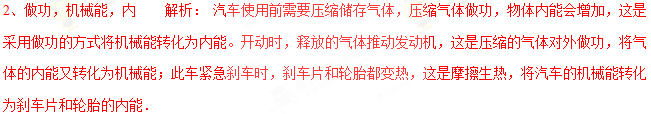 2、做功，机械能，内　　解析： 汽车使用前需要压缩储存气体，压缩气体做功，物体内能会增加，这是
采用做功的方式将机械能转化为内能。开动时，释放的气体推动发动机，这是压缩的气体对外做功，将气
体的内能又转化为机械能；此车紧急刹车时，刹车片和轮胎都变热，这是摩擦生热，将汽车的机械能转化
为刹车片和轮胎的内能．